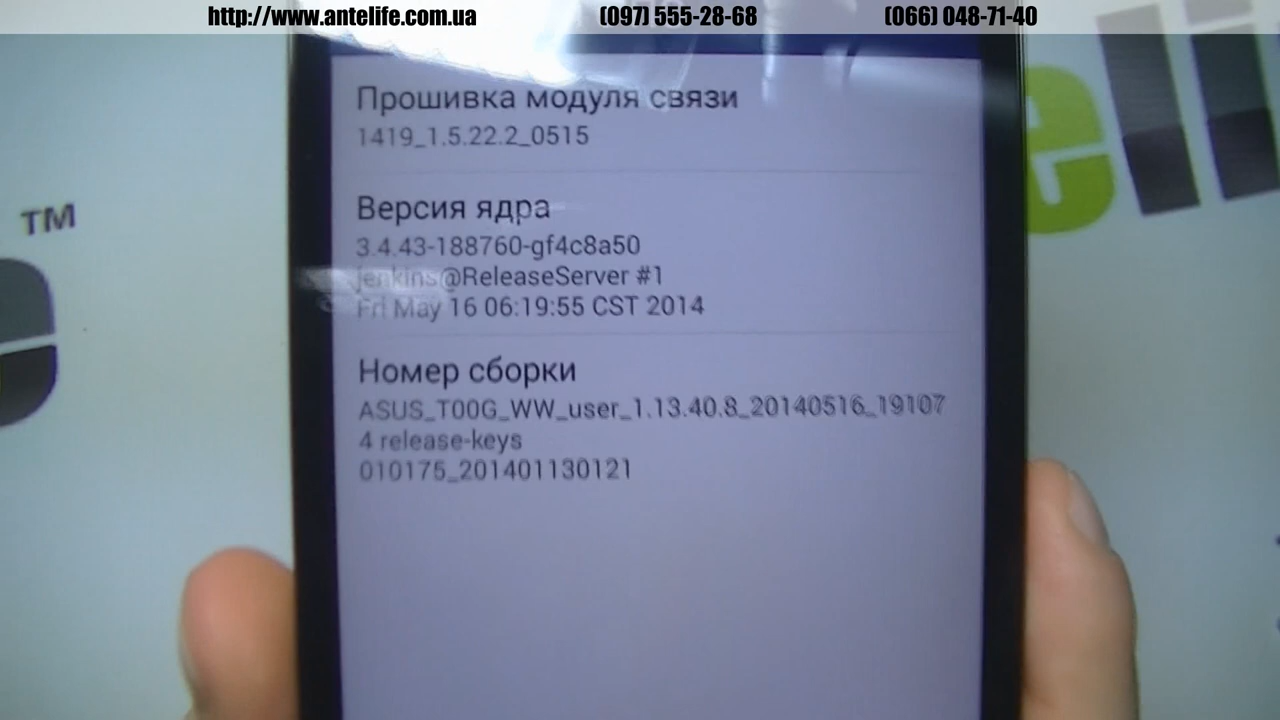 http://www.antelife.com.ua (097) 555-28-68 (066) 048-71-40
Прошивка модуля связи
1419_1.5.22.2_0515
Версия ядра
3.4.43-188760-gf4c8a50
jenkins@ReleaseServer #1
Fri May 16 06:19:55 CST 2014
Номер сборки
ASUS_T00G_WW_user_1.13.40.8_20140516_19107
4 release-keys
010175_201401130121
TM